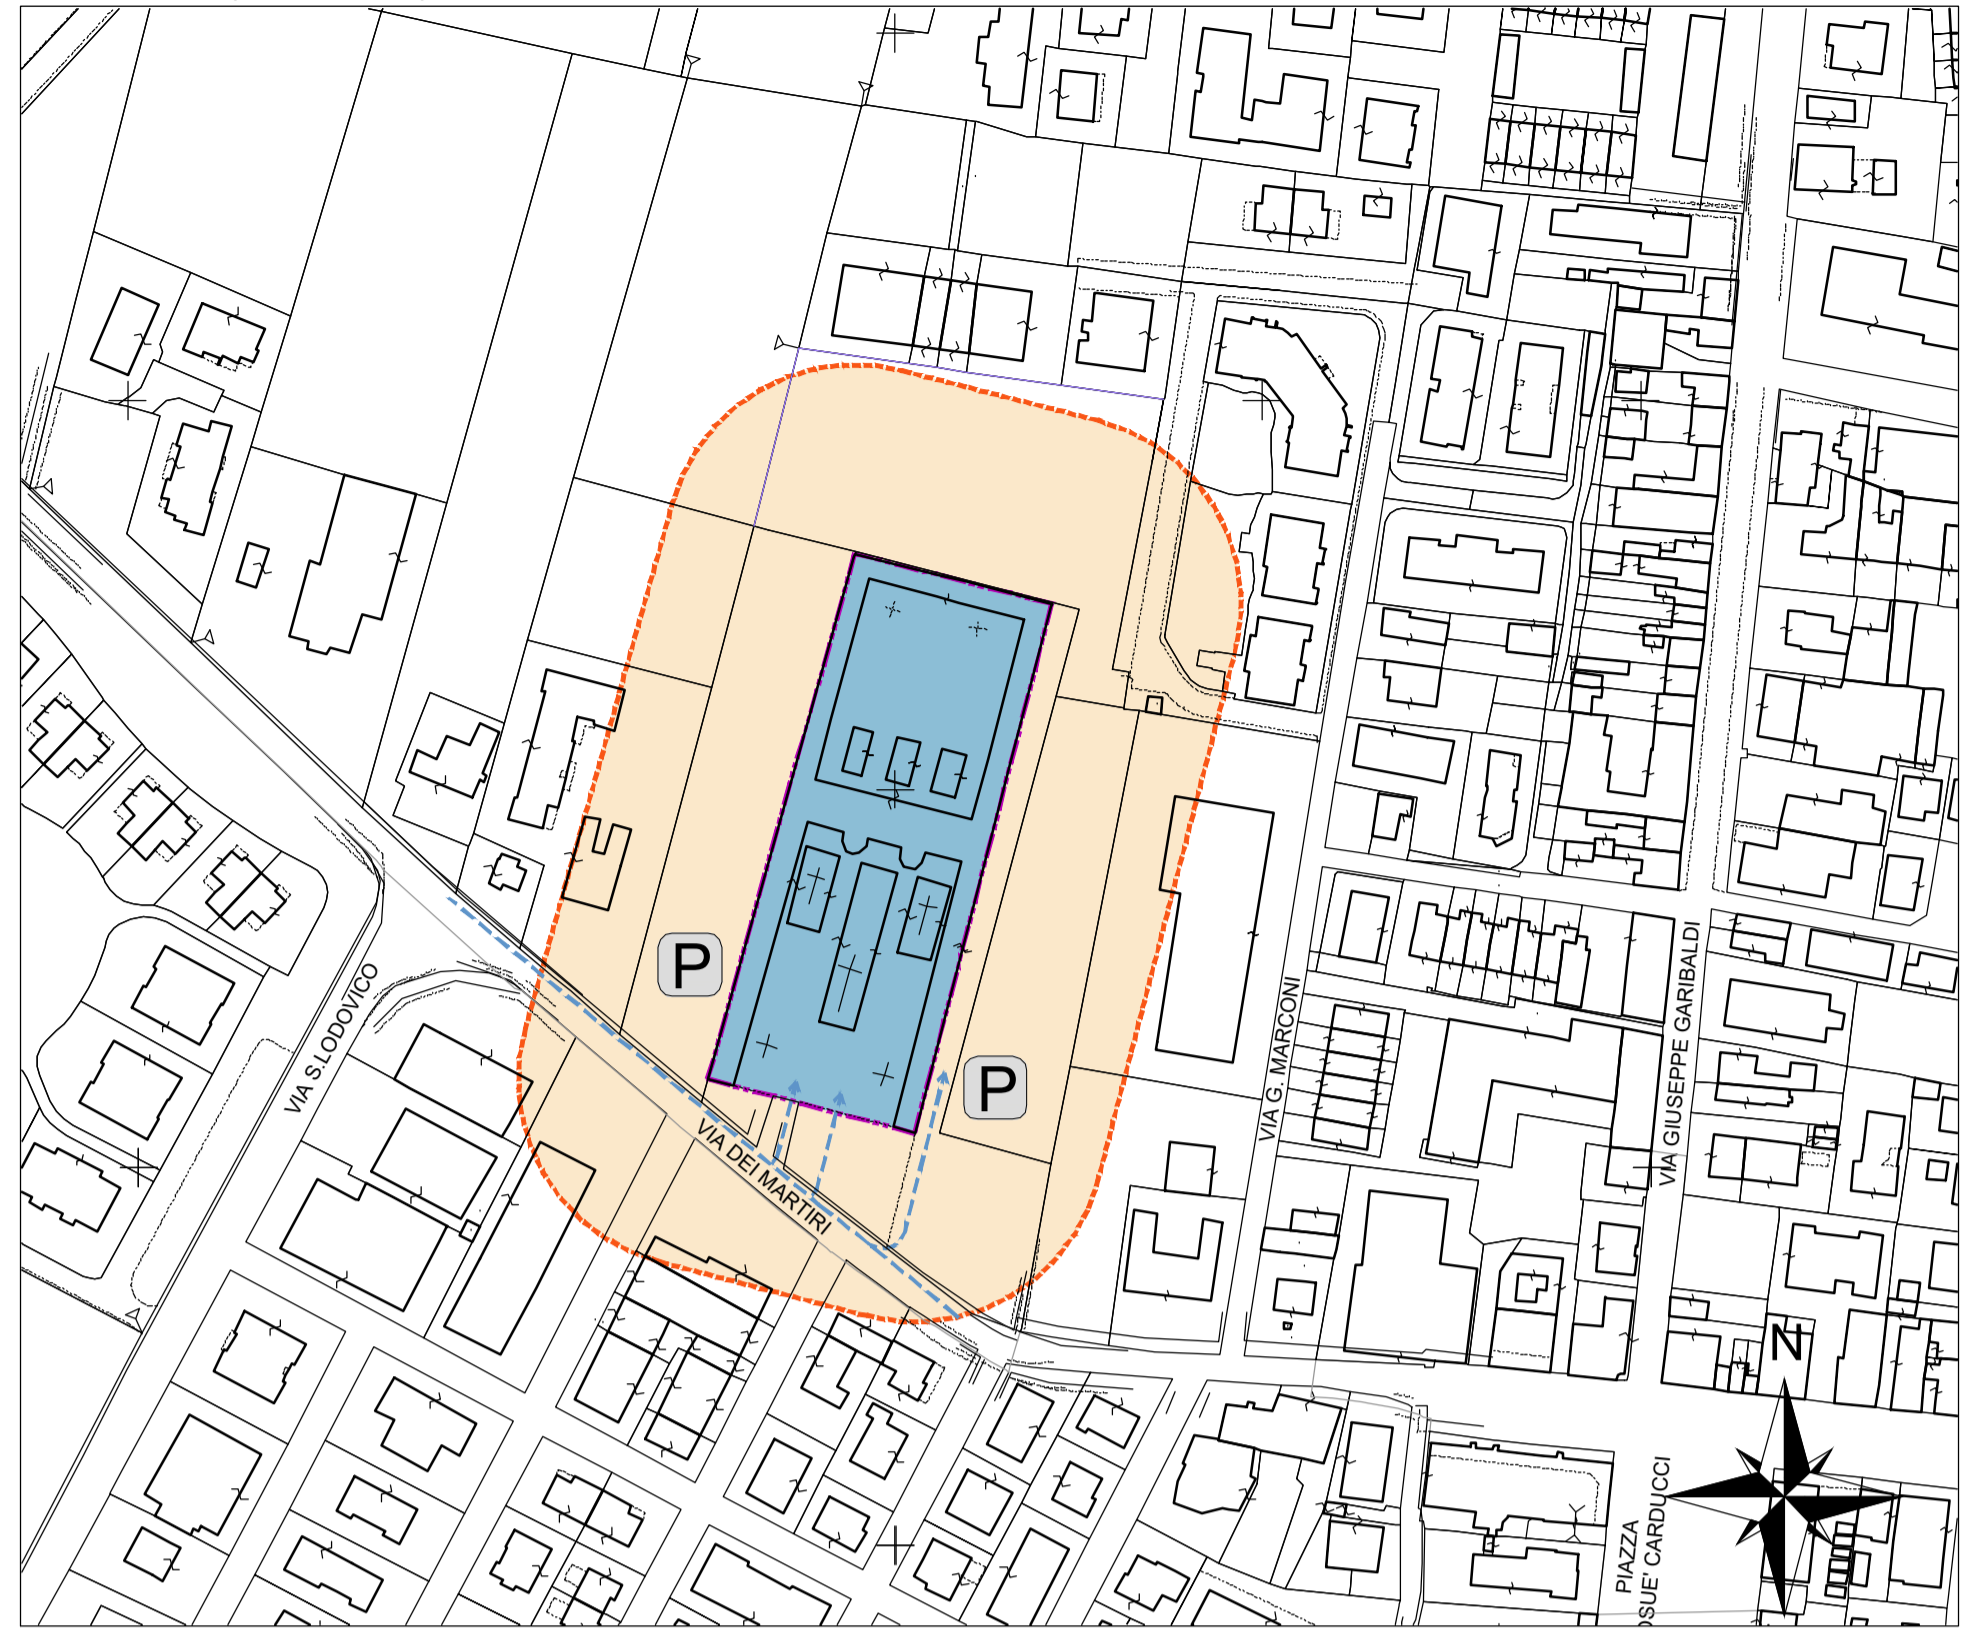 P
VIA S.LODOVICO
P
VIA DEI MARTIRI
VIA G. MARCONI
VIA GIUSEPPE GARIBALDI
N
PIAZZA
OSUE' CARDUCCI